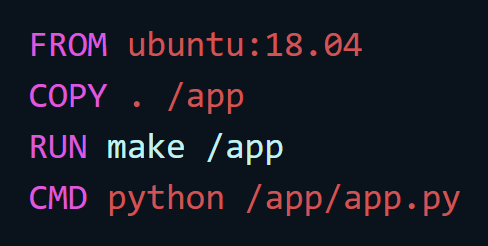 FROM ubuntu:18.04
COPY . /app
RUN make /app
CMD python /app/app.py